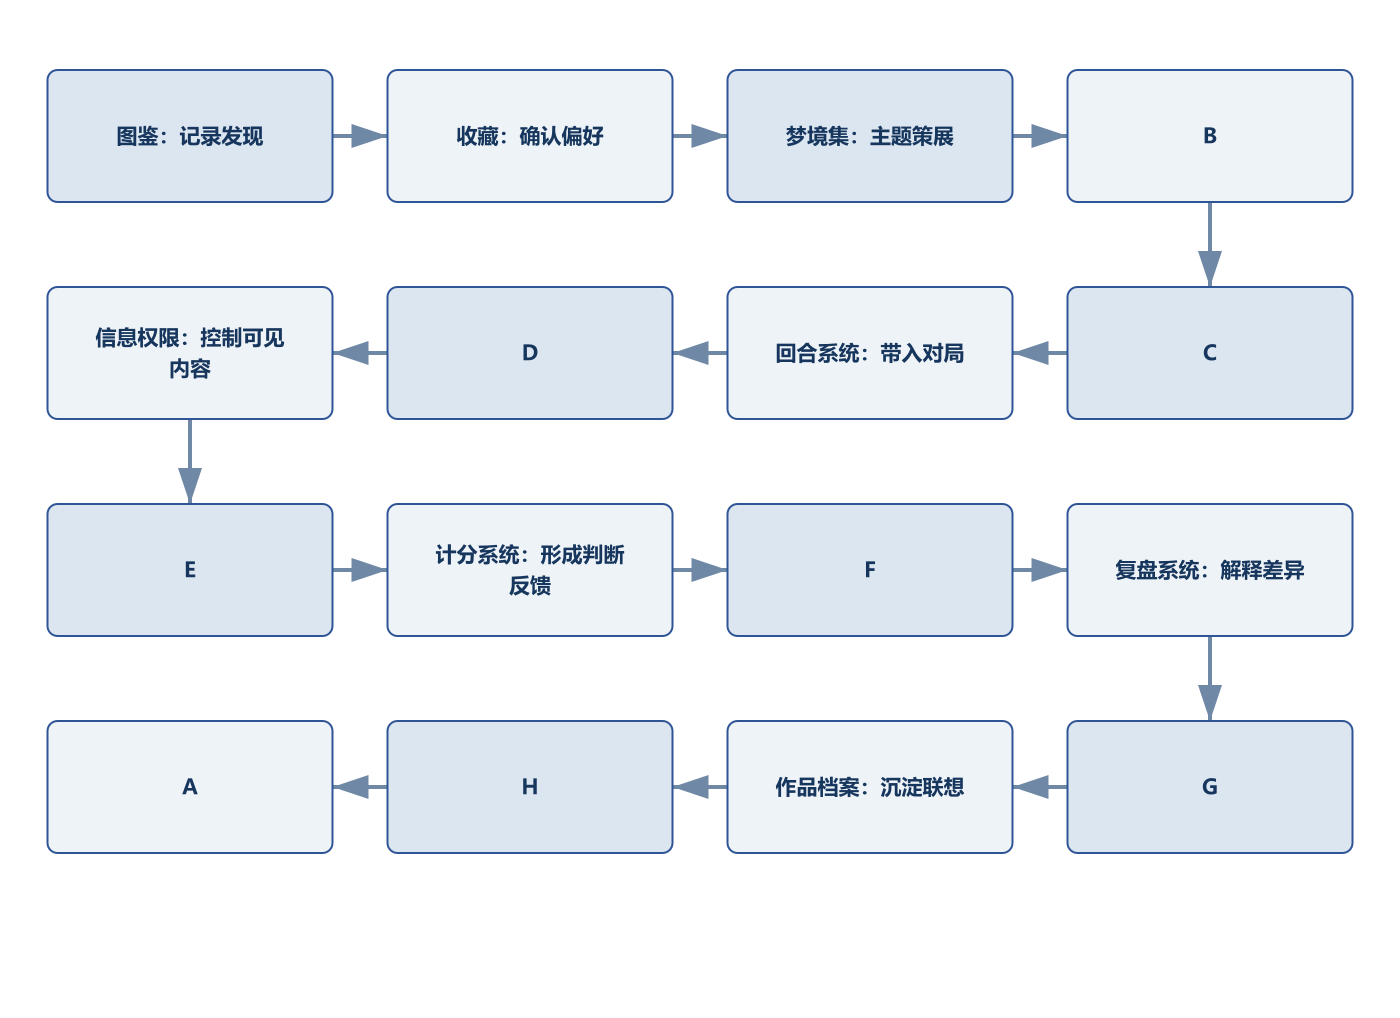 图鉴：记录发现
收藏：确认偏好
梦境集：主题策展
B
信息权限：控制可见
内容
D
回合系统：带入对局
C
E
计分系统：形成判断
反馈
F
复盘系统：解释差异
A
H
作品档案：沉淀联想
G